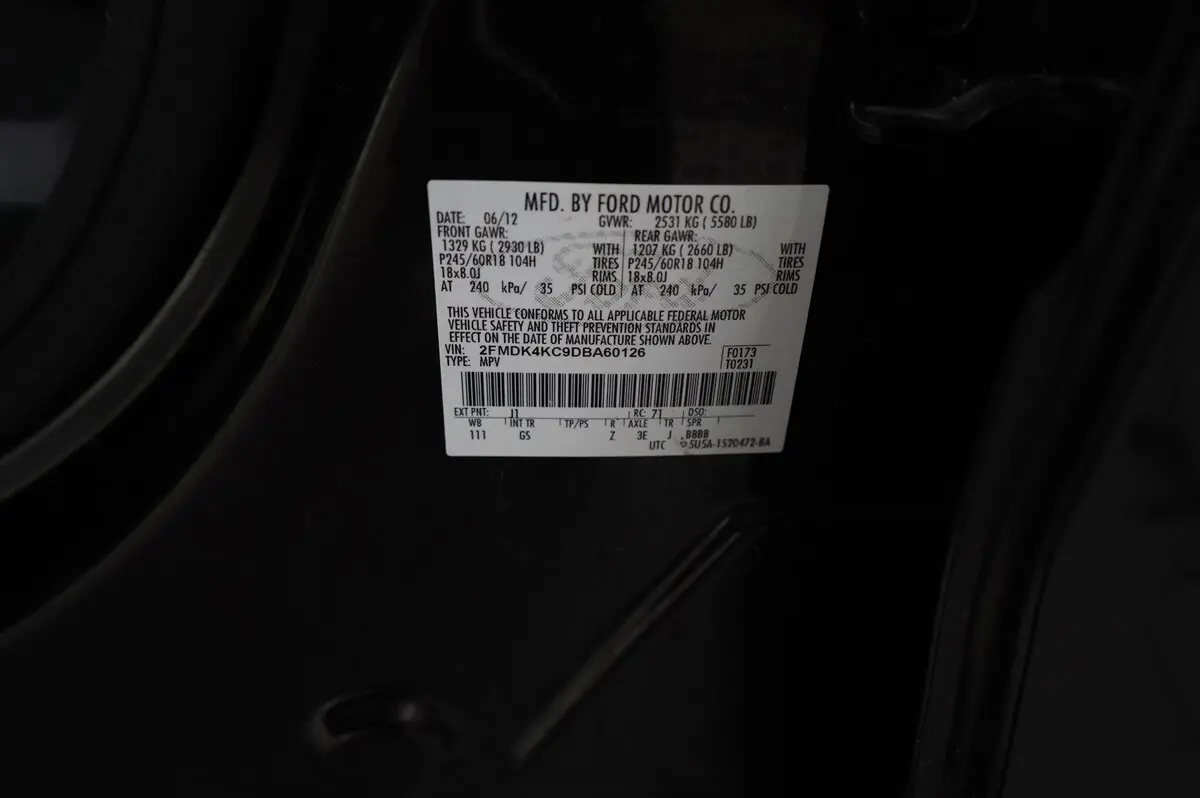 MFD. BY FORD MOTOR CO.
DATE: 06/12 GVWR: 2531 KG ( 5580 LB)
FRONT GAWR: REAR GAWR:
1329 KG ( 2930 LB) WITH 1207 KG ( 2660 LB) WITH
P245/60R18 104H TIRES P245/60R18 104H TIRES
18x8.0J RIMS 18x8.0J RIMS
AT 240 kPa/ 35 PSI COLD AT 240 kPa/ 35 PSI COLD
THIS VEHICLE CONFORMS TO ALL APPLICABLE FEDERAL MOTOR
VEHICLE SAFETY AND THEFT PREVENTION STANDARDS IN
EFFECT ON THE DATE OF MANUFACTURE SHOWN ABOVE.
VIN: 2FMDK4KC9DBA60126 F0173
TYPE: MPV T0231
EXT PNT: J1 RC: 71 DSO:
WB INT TR TP/PS R AXLE TR SPR
111 GS Z 3E J BBBB
UTC 5U5A-1520472-BA